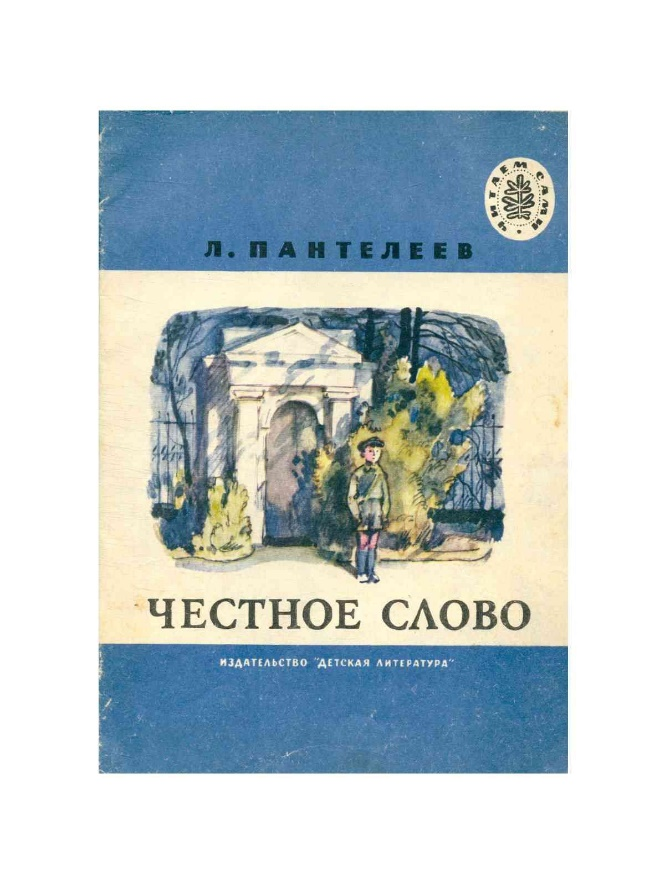 ЧИТАЕМ САМИ
Л. ПАНТЕЛЕЕВ
ЧЕСТНОЕ СЛОВО
ИЗДАТЕЛЬСТВО "ДЕТСКАЯ ЛИТЕРАТУРА"